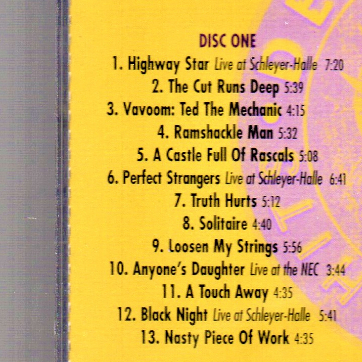 DISC ONE
1. Highway Star Live at Schleyer-Halle 7:20
2. The Cut Runs Deep 5:39
3. Vavoom: Ted The Mechanic 4:15
4. Ramshackle Man 5:32
5. A Castle Full Of Rascals 5:08
6. Perfect Strangers Live at Schleyer-Halle 6:41
7. Truth Hurts 5:12
8. Solitaire 4:40
9. Loosen My Strings 5:56
10. Anyone's Daughter Live at the NEC 3:44
11. A Touch Away 4:35
12. Black Night Live at Schleyer-Halle 5:41
13. Nasty Piece Of Work 4:35